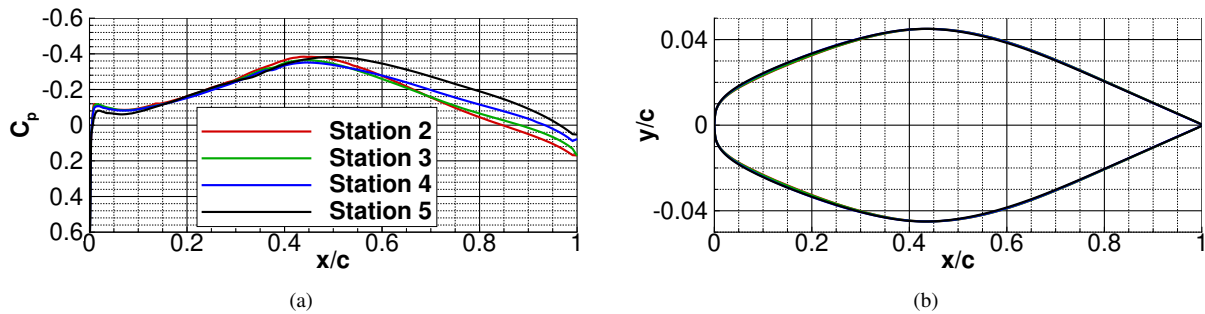 -0.6
-0.4
-0.2
0
0.2
0.4
0.6
Cp
0 0.2 0.4 0.6 0.8 1
x/c
Station 2
Station 3
Station 4
Station 5
(a)
0.04
0
-0.04
y/c
0 0.2 0.4 0.6 0.8 1
x/c
(b)